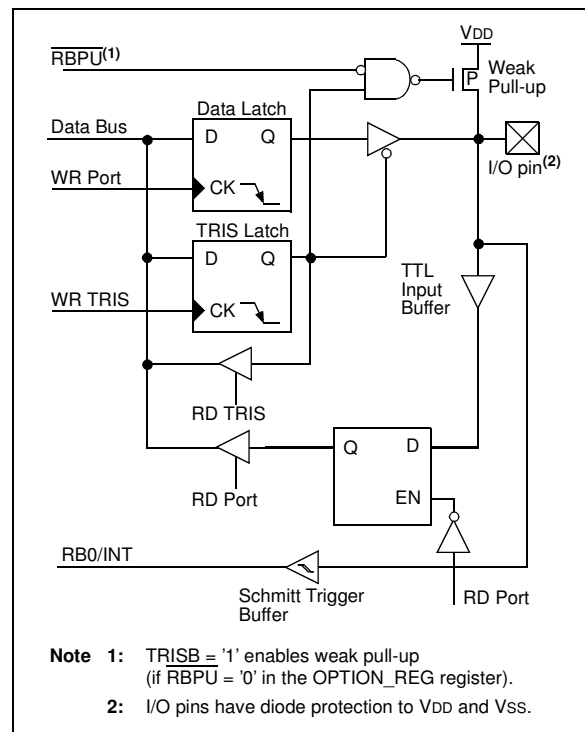 VDD
RBPU(1)
Weak
Pull-up
P
Data Latch
Data Bus
D Q
I/O pin(2)
WR Port
CK
TRIS Latch
D Q
TTL
Input
Buffer
WR TRIS
CK
RD TRIS
Q D
RD Port
EN
RB0/INT
Schmitt Trigger
Buffer
RD Port
Note 1: TRISB = '1' enables weak pull-up
(if RBPU = '0' in the OPTION_REG register).
2: I/O pins have diode protection to VDD and VSS.